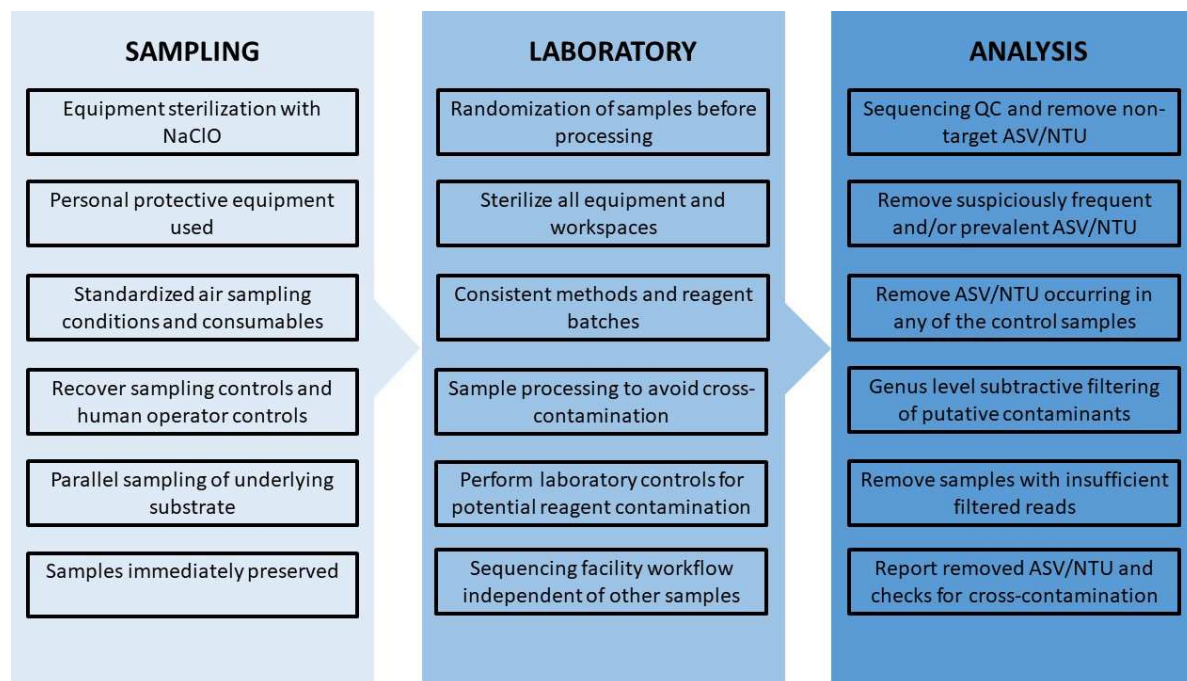 SAMPLING
Equipment sterilization with
NaClO
Personal protective equipment
used
Standardized air sampling
conditions and consumables
Recover sampling controls and
human operator controls
Parallel sampling of underlying
substrate
Samples immediately preserved
LABORATORY
Randomization of samples before
processing
Sterilize all equipment and
workspaces
Consistent methods and reagent
batches
Sample processing to avoid cross-
contamination
Perform laboratory controls for
potential reagent contamination
Sequencing facility workflow
independent of other samples
ANALYSIS
Sequencing QC and remove non-
target ASV/NTU
Remove suspiciously frequent
and/or prevalent ASV/NTU
Remove ASV/NTU occurring in
any of the control samples
Genus level subtractive filtering
of putative contaminants
Remove samples with insufficient
filtered reads
Report removed ASV/NTU and
checks for cross-contamination